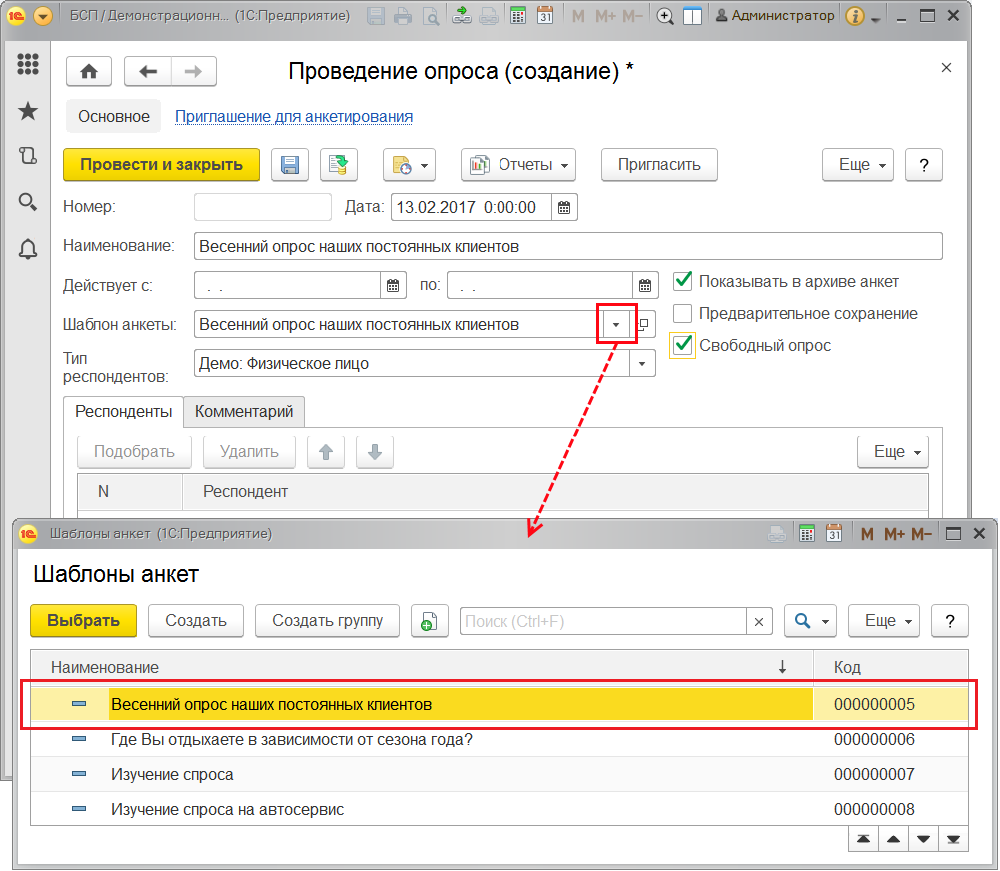 БСП / Демонстрационн... (1С:Предприятие) 31 M M+ M- Администратор
Проведение опроса (создание) *
Основное Приглашение для анкетирования
Провести и закрыть Отчеты Пригласить Еще ?
Номер: Дата: 13.02.2017 0:00:00
Наименование: Весенний опрос наших постоянных клиентов
Действует с: . . по: . . Показывать в архиве анкет
Шаблон анкеты: Весенний опрос наших постоянных клиентов Предварительное сохранение
Свободный опрос
Тип
респондентов: Демо: Физическое лицо
Респонденты Комментарий
Подобрать Удалить Еще
N Респондент
1С Шаблоны анкет (1С:Предприятие) 31 M M+ M-
Шаблоны анкет
Выбрать Создать Создать группу Поиск (Ctrl+F) × Еще ?
Наименование ↓ Код
Весенний опрос наших постоянных клиентов 000000005
Где Вы отдыхаете в зависимости от сезона года? 000000006
Изучение спроса 000000007
Изучение спроса на автосервис 000000008